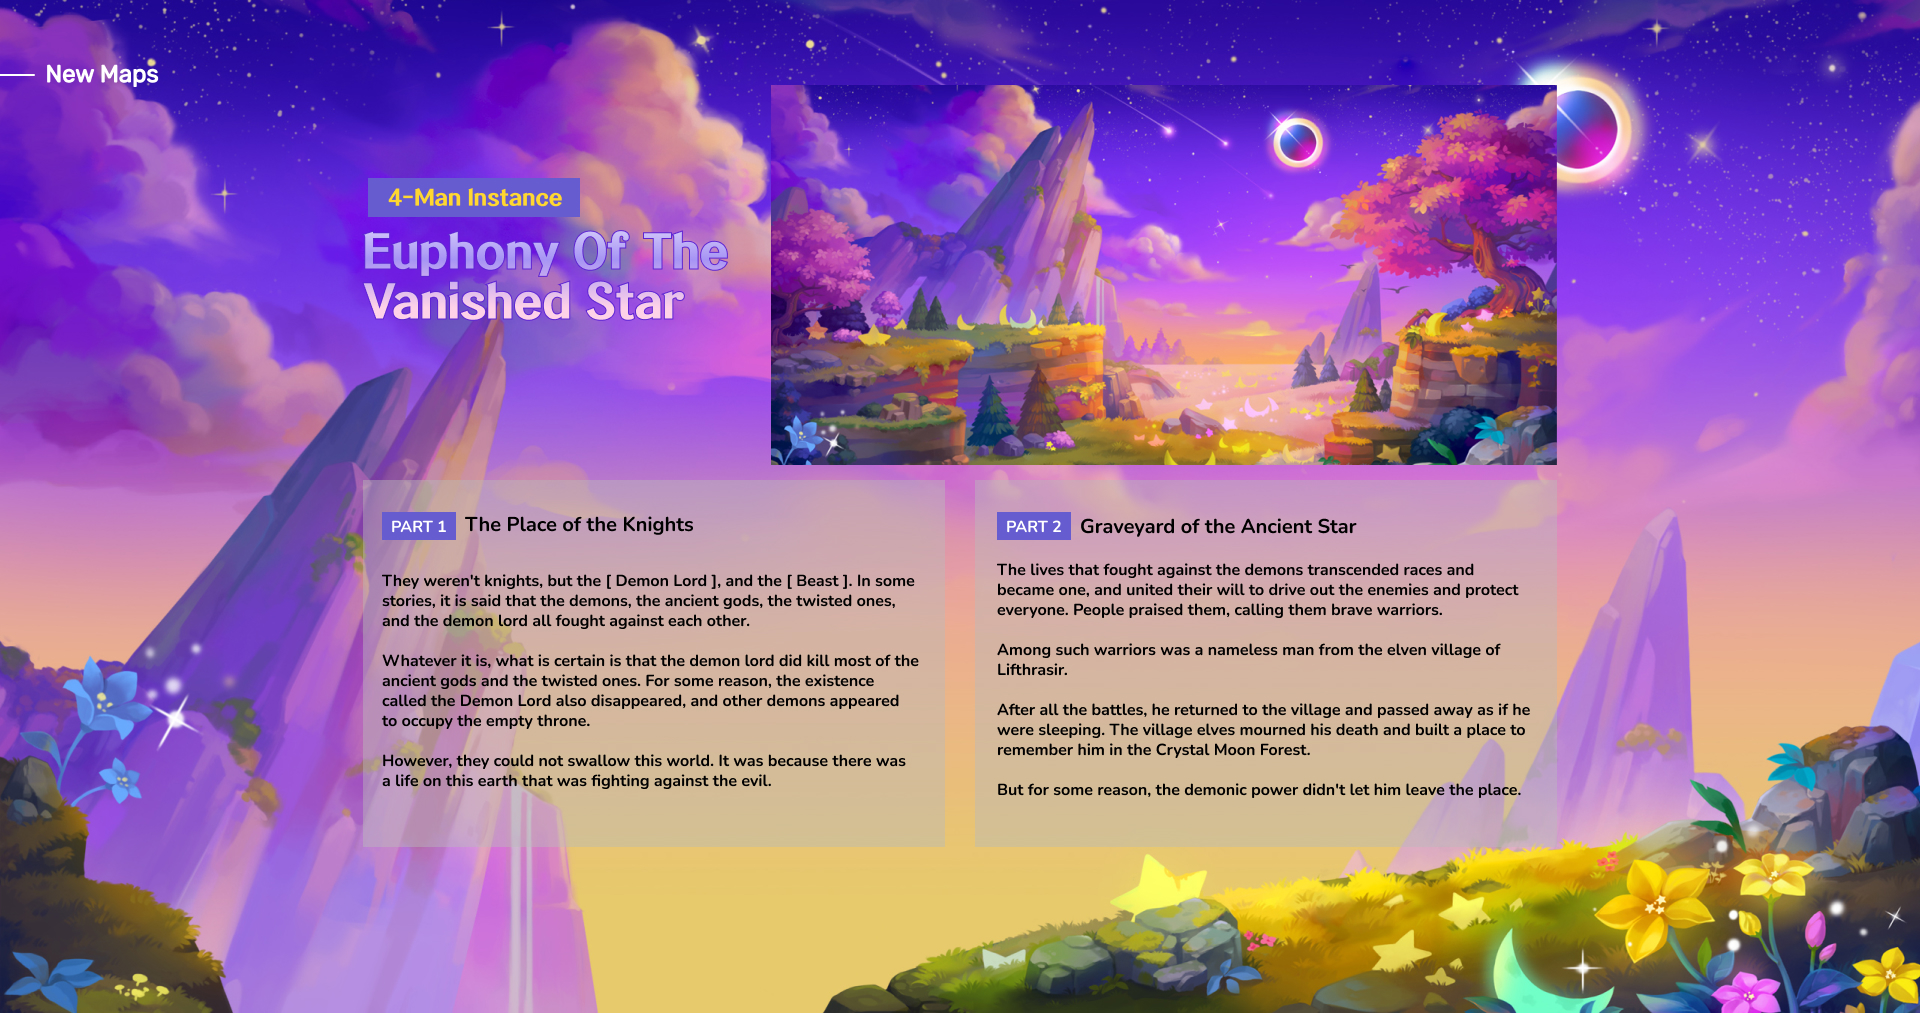 New Maps
4-Man Instance
Euphony Of The
Vanished Star
PART 1 The Place of the Knights
They weren't knights, but the [ Demon Lord ], and the [ Beast ]. In some
stories, it is said that the demons, the ancient gods, the twisted ones,
and the demon lord all fought against each other.
Whatever it is, what is certain is that the demon lord did kill most of the
ancient gods and the twisted ones. For some reason, the existence
called the Demon Lord also disappeared, and other demons appeared
to occupy the empty throne.
However, they could not swallow this world. It was because there was
a life on this earth that was fighting against the evil.
PART 2 Graveyard of the Ancient Star
The lives that fought against the demons transcended races and
became one, and united their will to drive out the enemies and protect
everyone. People praised them, calling them brave warriors.
Among such warriors was a nameless man from the elven village of
Lifthrasir.
After all the battles, he returned to the village and passed away as if he
were sleeping. The village elves mourned his death and built a place to
remember him in the Crystal Moon Forest.
But for some reason, the demonic power didn't let him leave the place.